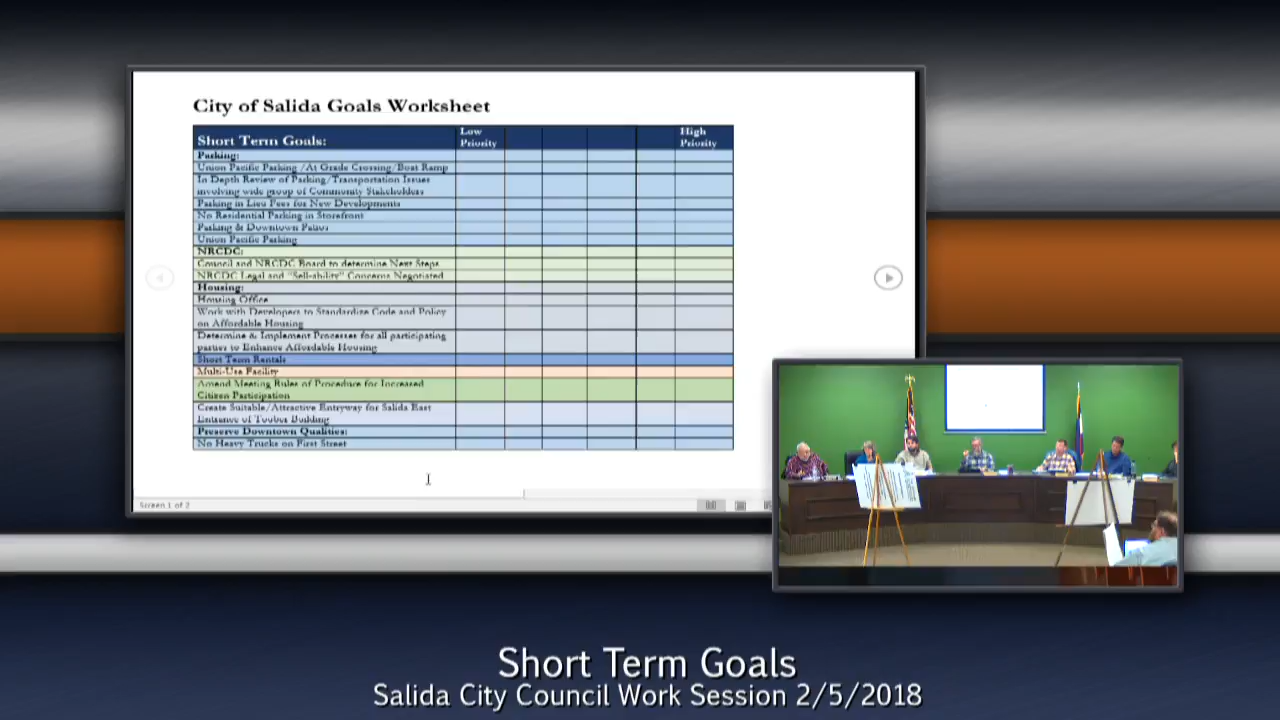 City of Salida Goals Worksheet
Short Term Goals:
Low
Priority
High
Priority
Parking:
Union Pacific Parking /At Grade Crossing/Boat Ramp
In Depth Review of Parking/Transportation Issues
involving wide group of Community Stakeholders
Parking in Lieu Fees for New Developments
No Residential Parking in Storefront
Parking & Downtown Patios
Union Pacific Parking
NRCDC:
Council and NRCDC Board to determine Next Steps
NRCDC Legal and "Sell-ability" Concerns Negotiated
Housing:
Housing Office
Work with Developers to Standardize Code and Policy
on Affordable Housing
Determine & Implement Processes for all participating
parties to Enhance Affordable Housing
Short Term Rentals
Multi-Use Facility
Amend Meeting Rules of Procedure for Increased
Citizen Participation
Create Suitable/Attractive Entryway for Salida East
Entrance of Touber Building
Preserve Downtown Qualities:
No Heavy Trucks on First Street
Screen 1 of 2
Short Term Goals
Salida City Council Work Session 2/5/2018